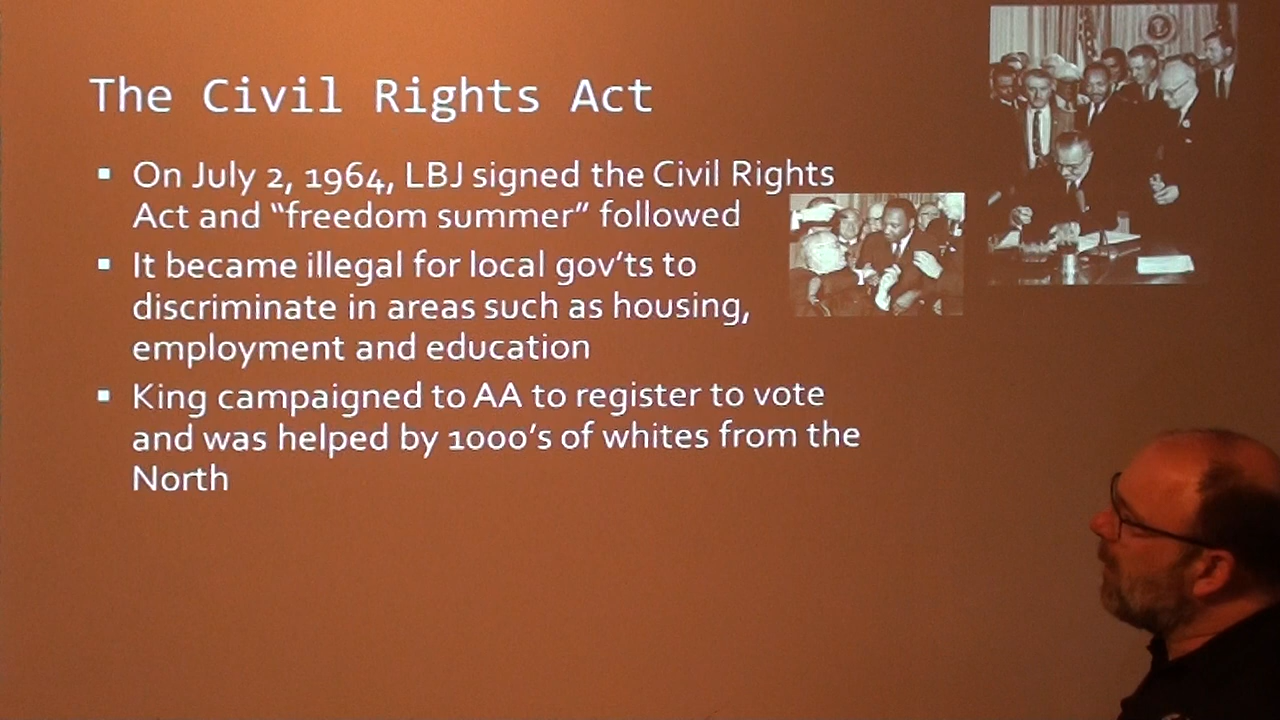 The Civil Rights Act
▪ On July 2, 1964, LBJ signed the Civil Rights
Act and “freedom summer” followed
▪ It became illegal for local gov’ts to
discriminate in areas such as housing,
employment and education
▪ King campaigned to AA to register to vote
and was helped by 1000’s of whites from the
North